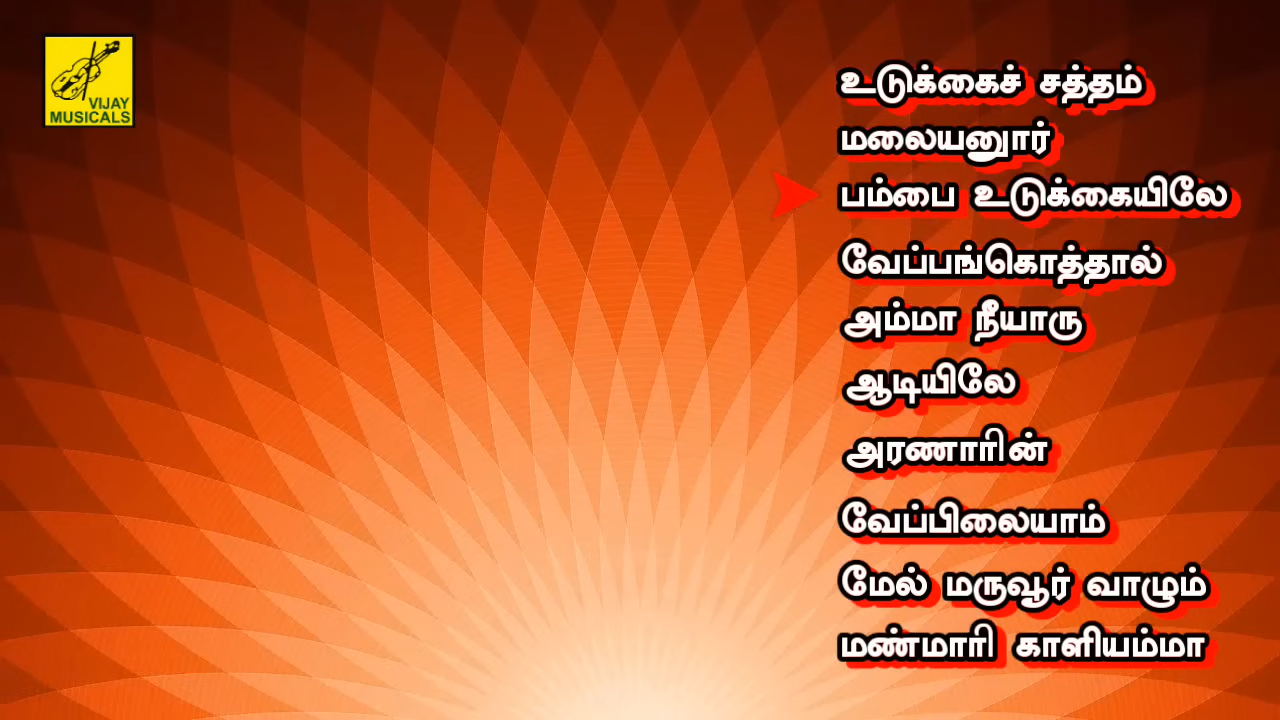 VIJAY
MUSICALS
உடுக்கைச் சத்தம்
மலையனூர்
பம்பை உடுக்கையிலே
வேப்பங்கொத்தால்
அம்மா நீயாரு
ஆடியிலே
அரணாரின்
வேப்பிலையாம்
மேல் மருவூர் வாழும்
மண்மாரி காளியம்மா